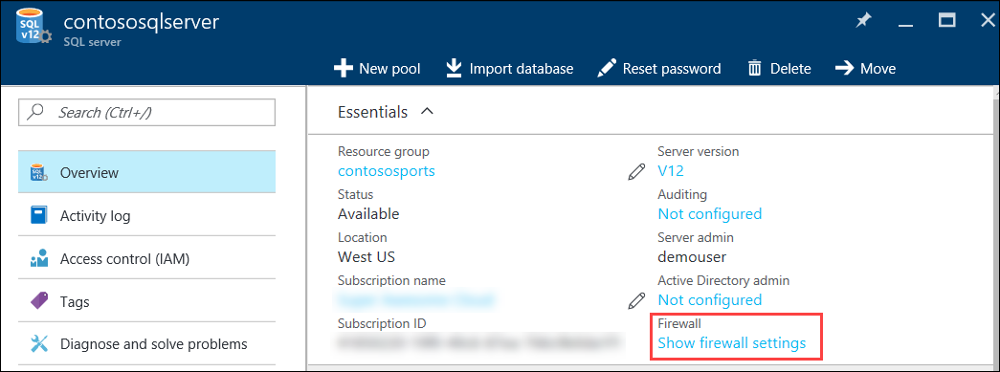 SQL
v12
contososqlserver
SQL server
New pool
Import database
Reset password
Delete
Move
Search (Ctrl+/)
SQL
v12
Overview
Activity log
Access control (IAM)
Tags
Diagnose and solve problems
Essentials
Resource group
contososports
Status
Available
Location
West US
Subscription name
Subscription ID
Server version
V12
Auditing
Not configured
Server admin
demouser
Active Directory admin
Not configured
Firewall
Show firewall settings